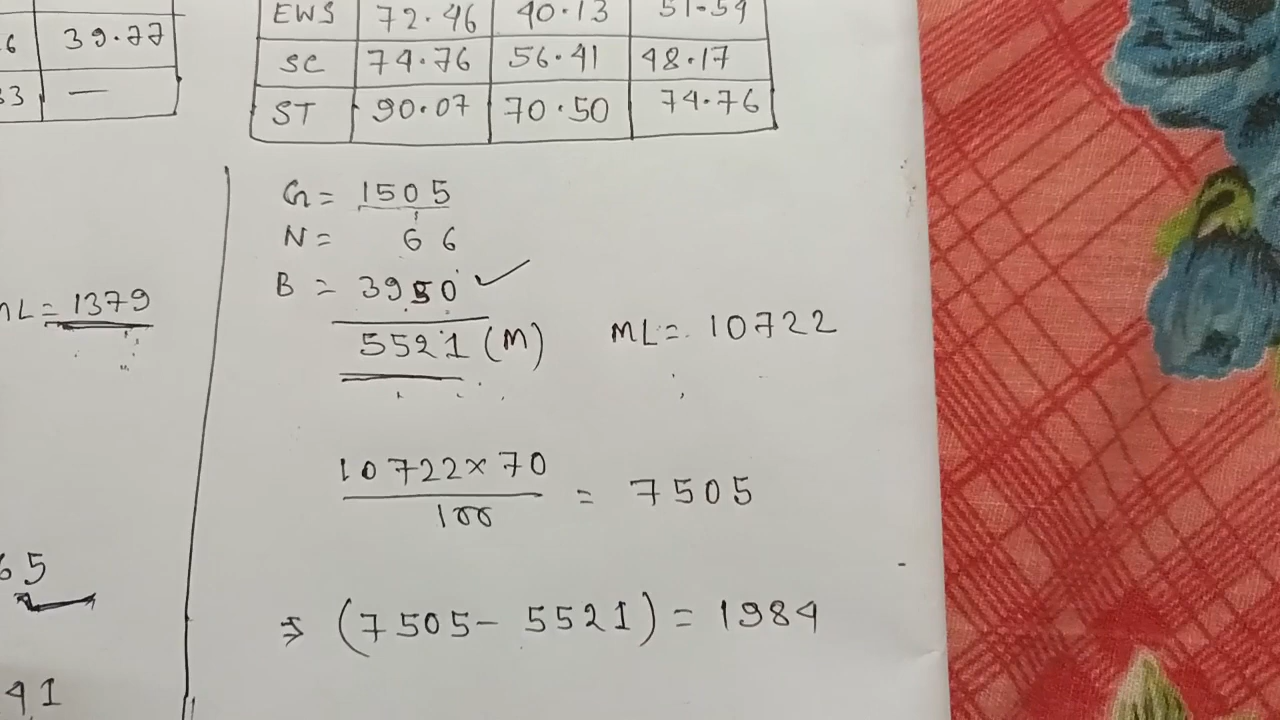 6 39.77
33 —
EWS 72.46 40.13 51.54
SC 74.76 56.41 48.17
ST 90.07 70.50 74.76
ML = 1379
65
41
G = 1505
N = 66
B = 3950 ✓
5521 (M) ML = 10722
10722 × 70
100
= 7505
⇒ (7505 - 5521) = 1984